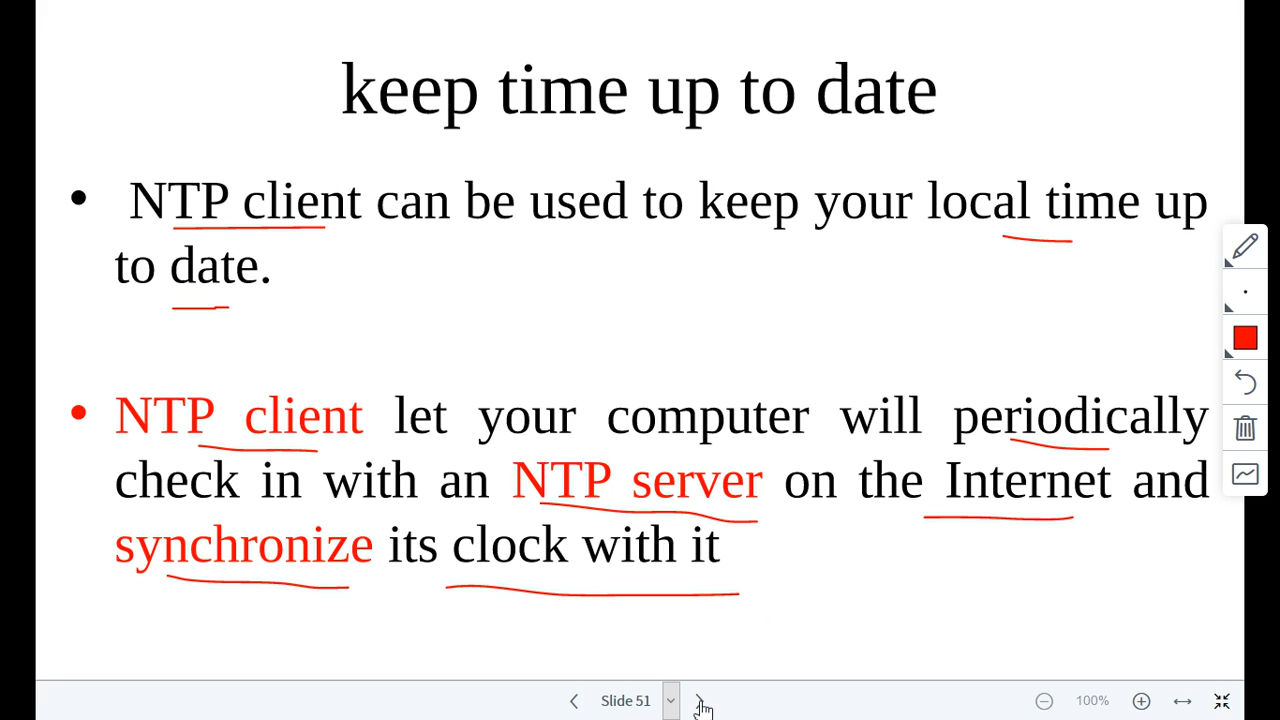 keep time up to date
• NTP client can be used to keep your local time up
to date.
• NTP client let your computer will periodically
check in with an NTP server on the Internet and
synchronize its clock with it
Slide 51
100%